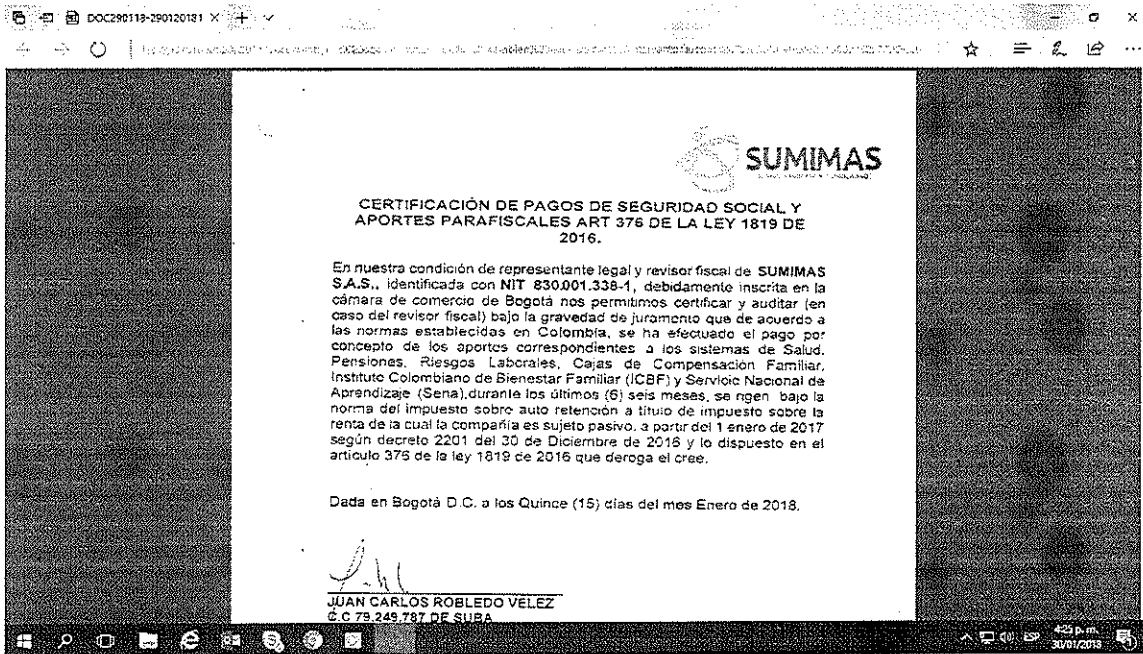 DOC290118-290120181
SUMIMAS
CERTIFICACIÓN DE PAGOS DE SEGURIDAD SOCIAL Y
APORTES PARAFISCALES ART 376 DE LA LEY 1819 DE
2016.
En nuestra condición de representante legal y revisor fiscal de SUMIMAS
S.A.S., identificada con NIT 830.001.338-1, debidamente inscrita en la
cámara de comercio de Bogotá nos permitimos certificar y auditar (en
caso del revisor fiscal) bajo la gravedad de juramento que de acuerdo a
las normas establecidas en Colombia, se ha efectuado el pago por
concepto de los aportes correspondientes a los sistemas de Salud,
Pensiones, Riesgos Laborales, Cajas de Compensación Familiar,
Instituto Colombiano de Bienestar Familiar (ICBF) y Servicio Nacional de
Aprendizaje (Sena),durante los últimos (6) seis meses, se rigen bajo la
norma del impuesto sobre auto retención a titulo de impuesto sobre la
renta de la cual la compañía es sujeto pasivo, a partir del 1 enero de 2017
según decreto 2201 del 30 de Diciembre de 2016 y lo dispuesto en el
articulo 376 de la ley 1819 de 2016 que deroga el cree.
Dada en Bogotá D.C. a los Quince (15) días del mes Enero de 2018.
JUAN CARLOS ROBLEDO VELEZ
C.C 79.249.787 DE SUBA
ESP
4:25 p. m.
30/01/2018